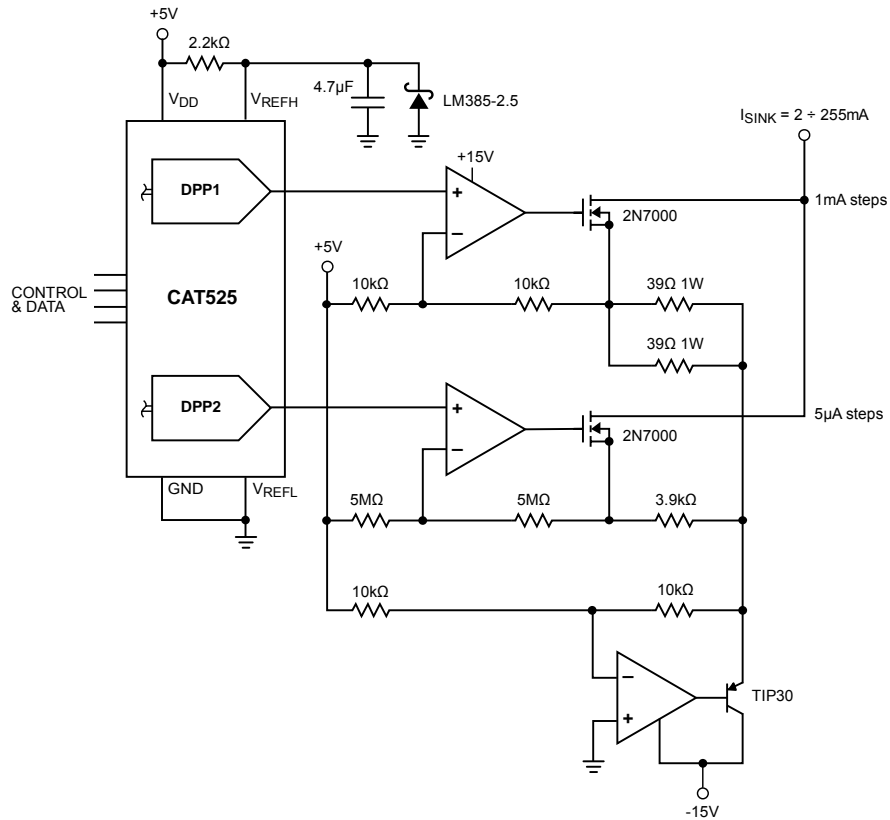 +5V
2.2kΩ
VDD
VREFH
4.7µF
LM385-2.5
ISINK = 2 ÷ 255mA
+15V
DPP1
+
−
2N7000
1mA steps
+5V
10kΩ
10kΩ
39Ω 1W
39Ω 1W
CONTROL
& DATA
CAT525
DPP2
+
−
2N7000
5µA steps
GND
VREFL
5MΩ
5MΩ
3.9kΩ
10kΩ
10kΩ
−
+
TIP30
-15V